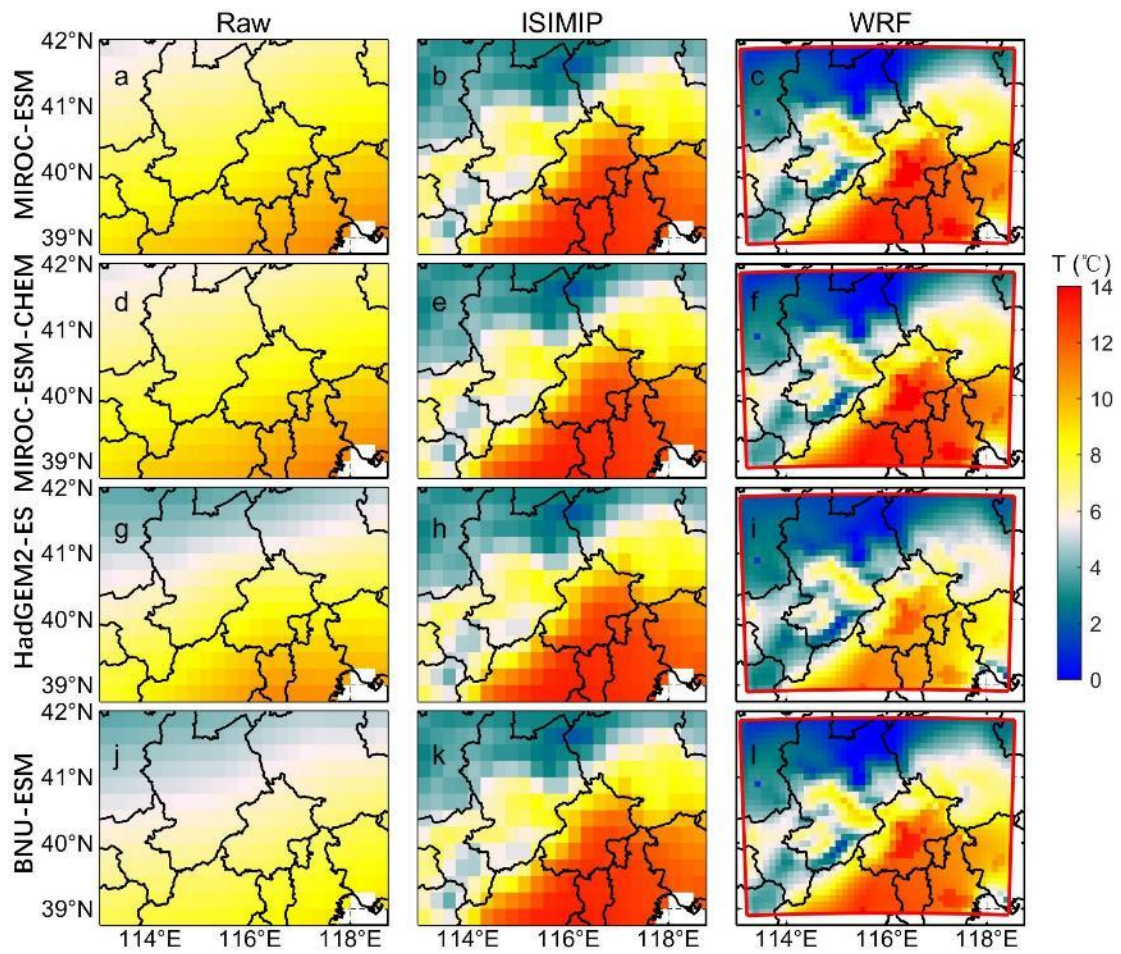 Raw ISIMIP WRF
MIROC-ESM
42°N
41°N
40°N
39°N
a b c
MIROC-ESM-CHEM
42°N
41°N
40°N
39°N
d e f
HadGEM2-ES
42°N
41°N
40°N
39°N
g h i
BNU-ESM
42°N
41°N
40°N
39°N
j k l
114°E 116°E 118°E 114°E 116°E 118°E 114°E 116°E 118°E
T (℃)
14
12
10
8
6
4
2
0